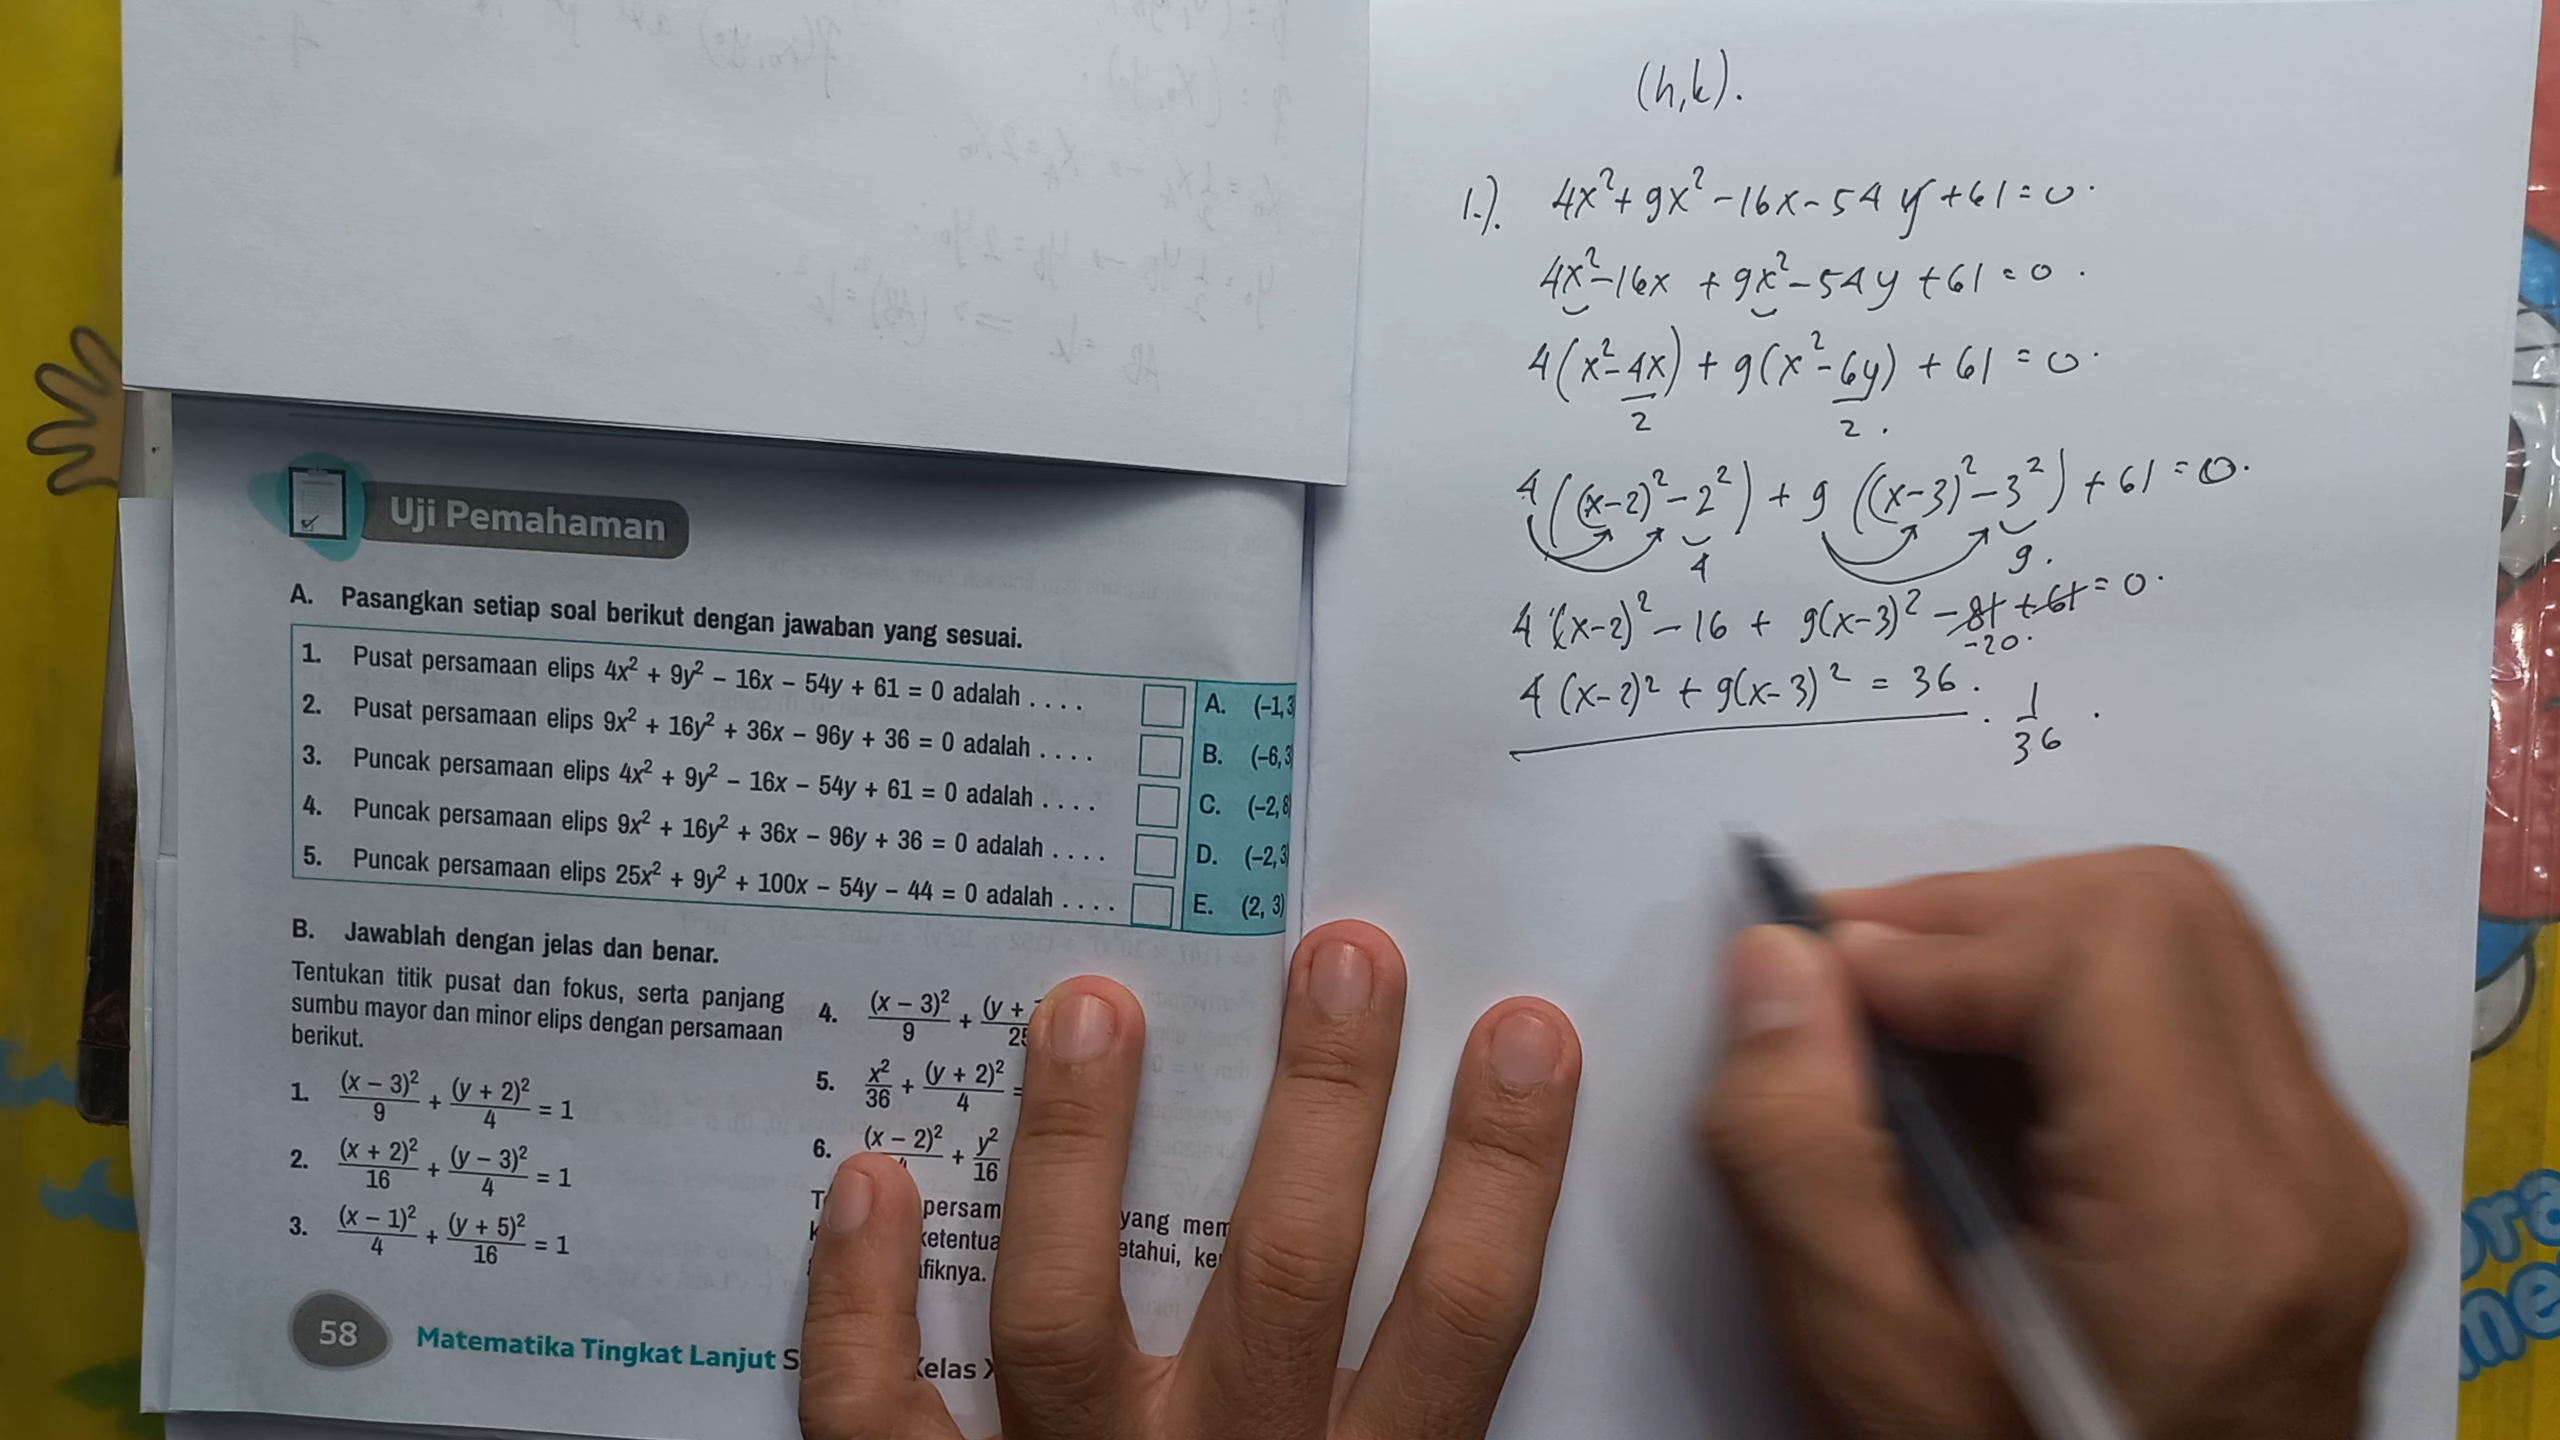 Uji Pemahaman
A. Pasangkan setiap soal berikut dengan jawaban yang sesuai.
1. Pusat persamaan elips 4x² + 9y² − 16x − 54y + 61 = 0 adalah . . . .
2. Pusat persamaan elips 9x² + 16y² + 36x − 96y + 36 = 0 adalah . . . .
3. Puncak persamaan elips 4x² + 9y² − 16x − 54y + 61 = 0 adalah . . . .
4. Puncak persamaan elips 9x² + 16y² + 36x − 96y + 36 = 0 adalah . . . .
5. Puncak persamaan elips 25x² + 9y² + 100x − 54y − 44 = 0 adalah . . . .
A. (−1,3
B. (−6,3
C. (−2,8
D. (−2,3
E. (2, 3)
B. Jawablah dengan jelas dan benar.
Tentukan titik pusat dan fokus, serta panjang
sumbu mayor dan minor elips dengan persamaan
berikut.
1. (x − 3)²/9 + (y + 2)²/4 = 1
2. (x + 2)²/16 + (y − 3)²/4 = 1
3. (x − 1)²/4 + (y + 5)²/16 = 1
4. (x − 3)²/9 + (y +
5. x²/36 + (y + 2)²/4 =
6. (x − 2)² + y²/16
persam yang mem
58 Matematika Tingkat Lanjut
(h,k).
1.). 4x²+9x²−16x−54y+61=0.
4x²−16x+9x²−54y+61=0.
4(x²−4x)+9(x²−6y)+61=0.
2 2.
4((x−2)²−2²)+9((x−3)²−3²)+61=0.
4 9.
4((x−2)²−16+9(x−3)²−81+61=0.
−20.
4(x−2)²+9(x−3)²=36. . 1/36 .